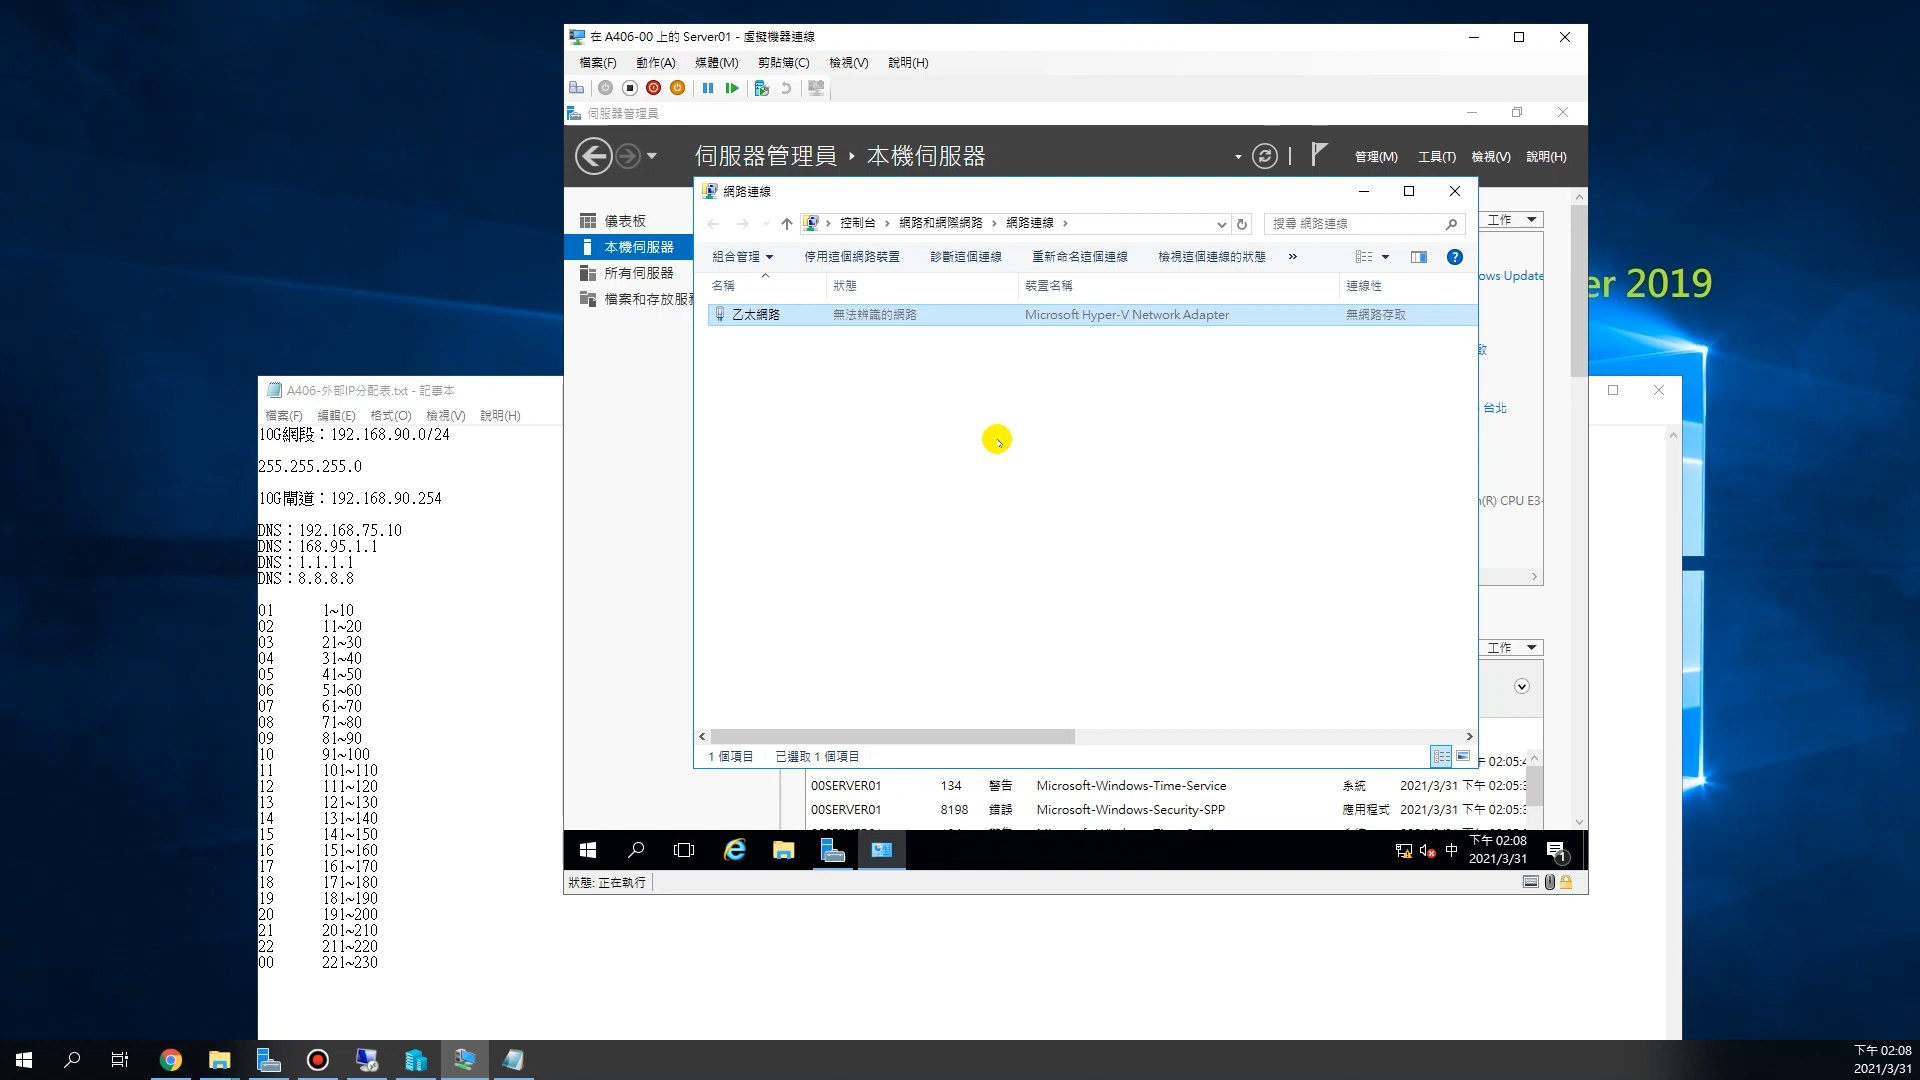 在 A406-00 上的 Server01 - 虛擬機器連線
檔案(F) 動作(A) 媒體(M) 剪貼簿(C) 檢視(V) 說明(H)
伺服器管理員
伺服器管理員 本機伺服器 管理(M) 工具(T) 檢視(V) 說明(H)
儀表板
本機伺服器
所有伺服器
檔案和存放服務
網路連線
控制台 網路和網際網路 網路連線 搜尋 網路連線
組合管理 停用這個網路裝置 診斷這個連線 重新命名這個連線 檢視這個連線的狀態 »
名稱 狀態 裝置名稱 連線性
乙太網路 無法辨識的網路 Microsoft Hyper-V Network Adapter 無網路存取
1 個項目 已選取 1 個項目
工作
ows Update
台北
(R) CPU E3-
工作
下午 02:05:4
00SERVER01 134 警告 Microsoft-Windows-Time-Service 系統 2021/3/31 下午 02:05:3
00SERVER01 8198 錯誤 Microsoft-Windows-Security-SPP 應用程式 2021/3/31 下午 02:05:3
中 下午 02:08
2021/3/31
1
狀態: 正在執行
er 2019
A406-外部IP分配表.txt - 記事本
檔案(F) 編輯(E) 格式(O) 檢視(V) 說明(H)
10G網段：192.168.90.0/24
255.255.255.0
10G閘道：192.168.90.254
DNS：192.168.75.10
DNS：168.95.1.1
DNS：1.1.1.1
DNS：8.8.8.8
01 1~10
02 11~20
03 21~30
04 31~40
05 41~50
06 51~60
07 61~70
08 71~80
09 81~90
10 91~100
11 101~110
12 111~120
13 121~130
14 131~140
15 141~150
16 151~160
17 161~170
18 171~180
19 181~190
20 191~200
21 201~210
22 211~220
00 221~230
下午 02:08
2021/3/31